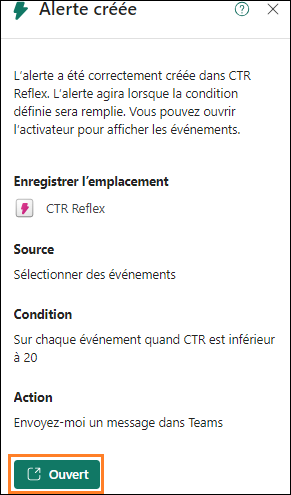 Alerte créée
L'alerte a été correctement créée dans CTR
Reflex. L'alerte agira lorsque la condition
définie sera remplie. Vous pouvez ouvrir
l'activateur pour afficher les événements.
Enregistrer l'emplacement
CTR Reflex
Source
Sélectionner des événements
Condition
Sur chaque événement quand CTR est inférieur
à 20
Action
Envoyez-moi un message dans Teams
Ouvert